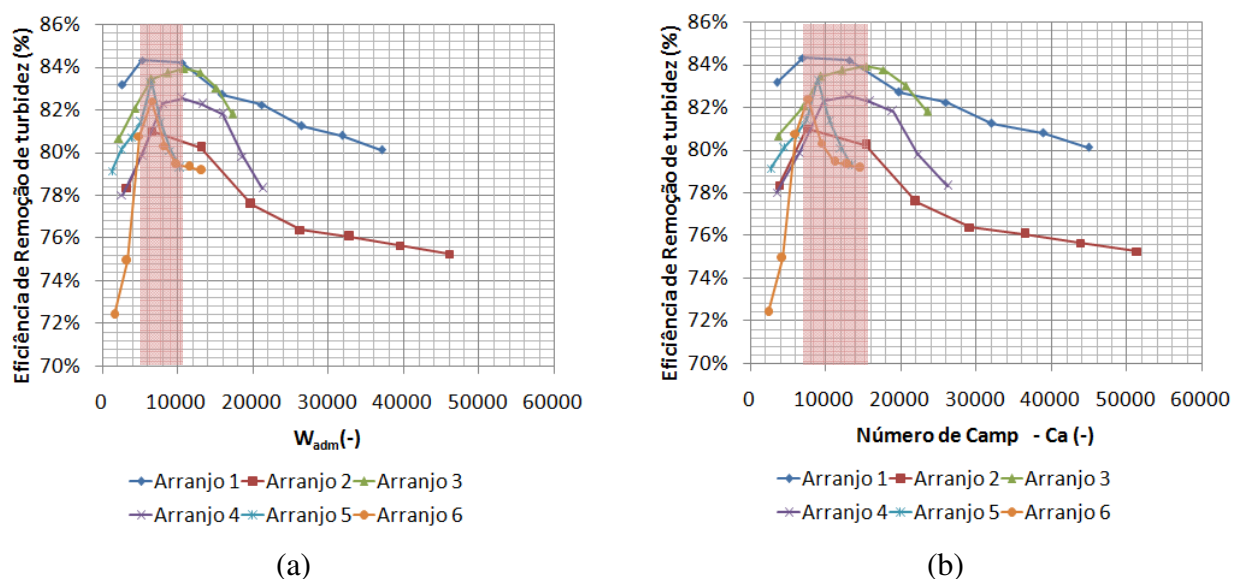 Eficiência de Remoção de turbidez (%)
86%
84%
82%
80%
78%
76%
74%
72%
70%
0 10000 20000 30000 40000 50000 60000
Wadm(-)
Arranjo 1 Arranjo 2 Arranjo 3
Arranjo 4 Arranjo 5 Arranjo 6
(a)
Eficiência de Remoção de turbidez (%)
86%
84%
82%
80%
78%
76%
74%
72%
70%
0 10000 20000 30000 40000 50000 60000
Número de Camp - Ca (-)
Arranjo 1 Arranjo 2 Arranjo 3
Arranjo 4 Arranjo 5 Arranjo 6
(b)